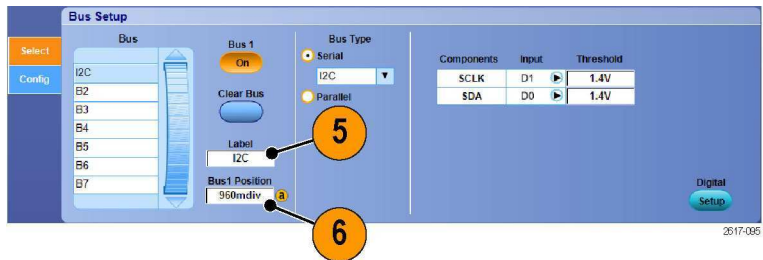 Bus Setup
Select
Config
Bus
I2C
B2
B3
B4
B5
B6
B7
Bus 1
On
Clear Bus
Label
I2C
Bus1 Position
960mdiv a
Bus Type
Serial
I2C
Parallel
5
6
Components Input Threshold
SCLK D1 1.4V
SDA D0 1.4V
Digital
Setup
2617-095